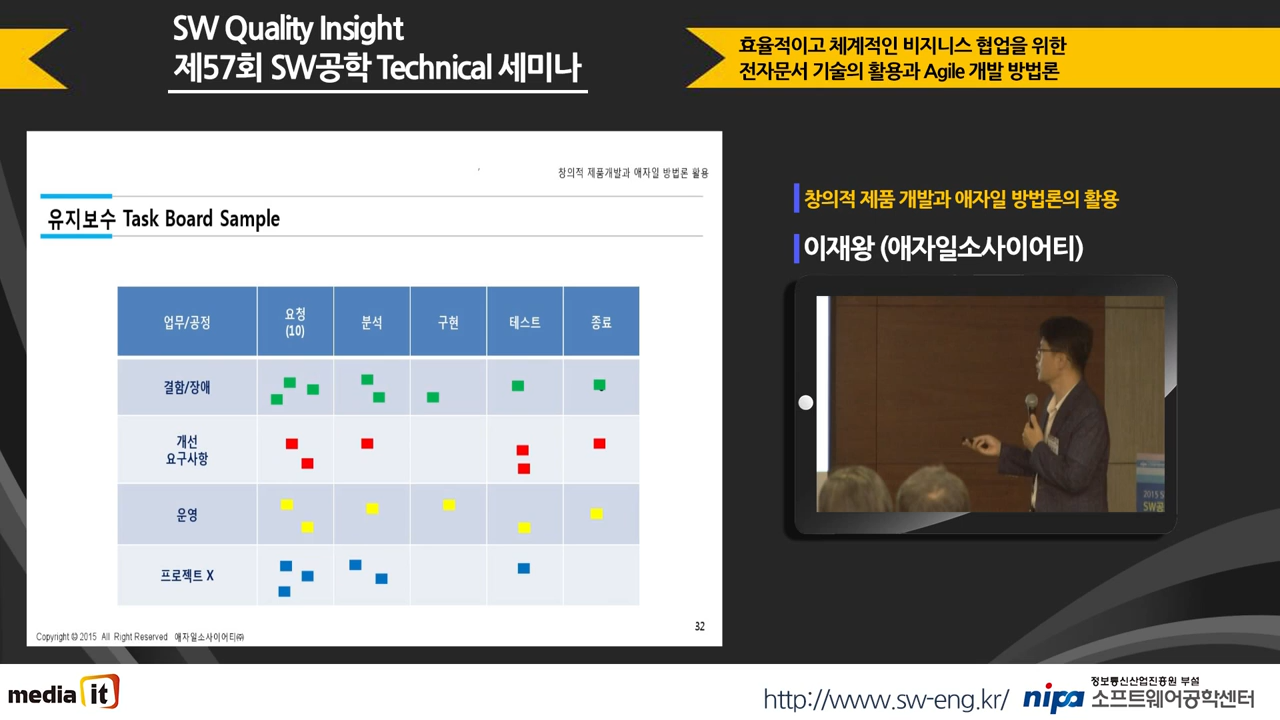 SW Quality Insight
제57회 SW공학 Technical 세미나
효율적이고 체계적인 비지니스 협업을 위한
전자문서 기술의 활용과 Agile 개발 방법론
창의적 제품개발과 애자일 방법론 활용
유지보수 Task Board Sample
업무/공정
요청
(10)
분석
구현
테스트
종료
결함/장애
개선
요구사항
운영
프로젝트 X
32
Copyright © 2015 All Right Reserved 애자일소사이어티㈜
창의적 제품 개발과 애자일 방법론의 활용
이재왕 (애자일소사이어티)
2015 S
SW공
media it
http://www.sw-eng.kr/
nipa
정보통신산업진흥원 부설
소프트웨어공학센터